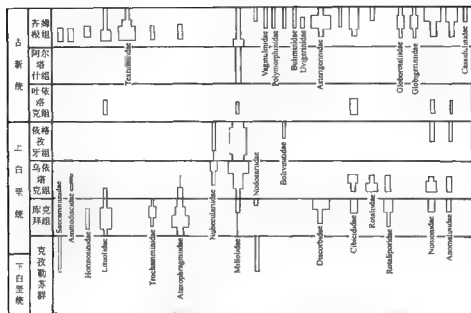 古新统
齐姆根组
阿尔塔什组
吐依洛克组
上白垩统
依格孜牙组
乌依塔克组
库克拜组
下白垩统
克孜勒苏群
Saccamminidae
Ammodiscidae
Hormosinidae
Lituolidae
Textulariidae
Trochamminidae
Ataxophragmiidae
Nubeculariidae
Miliolidae
Nodosariidae
Vaginulinidae
Polymorphinidae
Buliminidae
Uvigerinidae
Bolivinitidae
Discorbidae
Asterigerinidae
Cibicididae
Rotaliidae
Rotaliporidae
Globorotaliidae
Globigerinidae
Nonionidae
Anomalinidae
Cassidulinidae